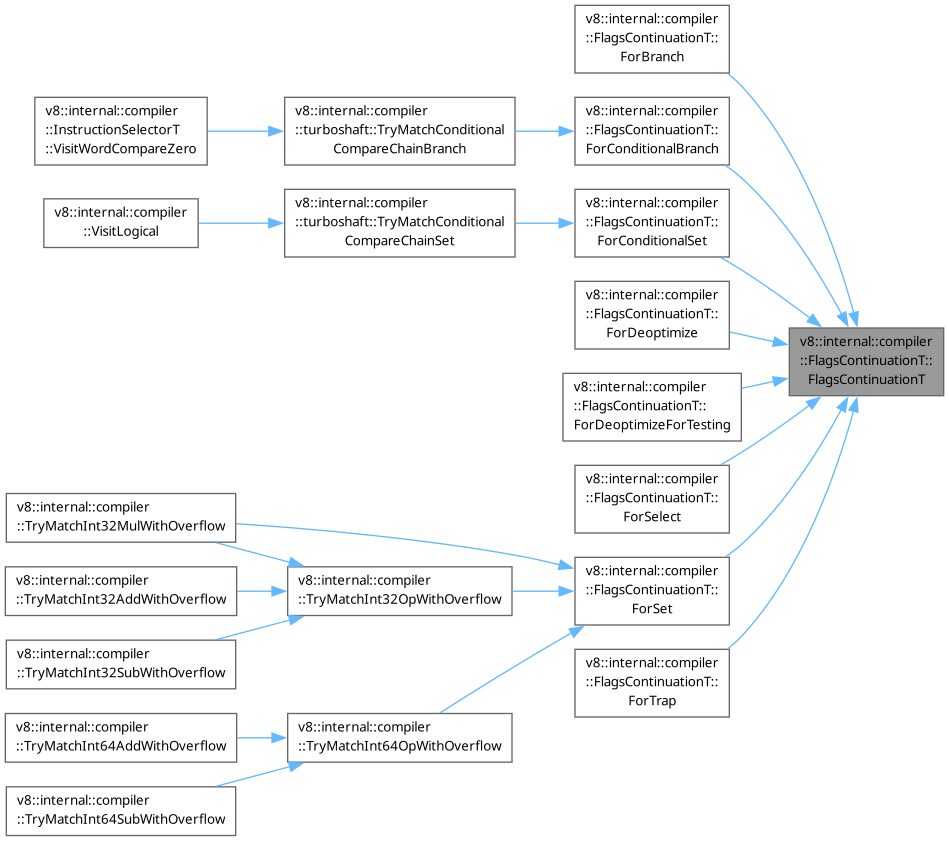 v8::internal::compiler
::FlagsContinuationT::
ForBranch
v8::internal::compiler
::InstructionSelectorT
::VisitWordCompareZero
v8::internal::compiler
::turboshaft::TryMatchConditional
CompareChainBranch
v8::internal::compiler
::FlagsContinuationT::
ForConditionalBranch
v8::internal::compiler
::VisitLogical
v8::internal::compiler
::turboshaft::TryMatchConditional
CompareChainSet
v8::internal::compiler
::FlagsContinuationT::
ForConditionalSet
v8::internal::compiler
::FlagsContinuationT::
ForDeoptimize
v8::internal::compiler
::FlagsContinuationT::
FlagsContinuationT
v8::internal::compiler
::FlagsContinuationT::
ForDeoptimizeForTesting
v8::internal::compiler
::FlagsContinuationT::
ForSelect
v8::internal::compiler
::TryMatchInt32MulWithOverflow
v8::internal::compiler
::TryMatchInt32AddWithOverflow
v8::internal::compiler
::TryMatchInt32OpWithOverflow
v8::internal::compiler
::FlagsContinuationT::
ForSet
v8::internal::compiler
::TryMatchInt32SubWithOverflow
v8::internal::compiler
::FlagsContinuationT::
ForTrap
v8::internal::compiler
::TryMatchInt64AddWithOverflow
v8::internal::compiler
::TryMatchInt64OpWithOverflow
v8::internal::compiler
::TryMatchInt64SubWithOverflow